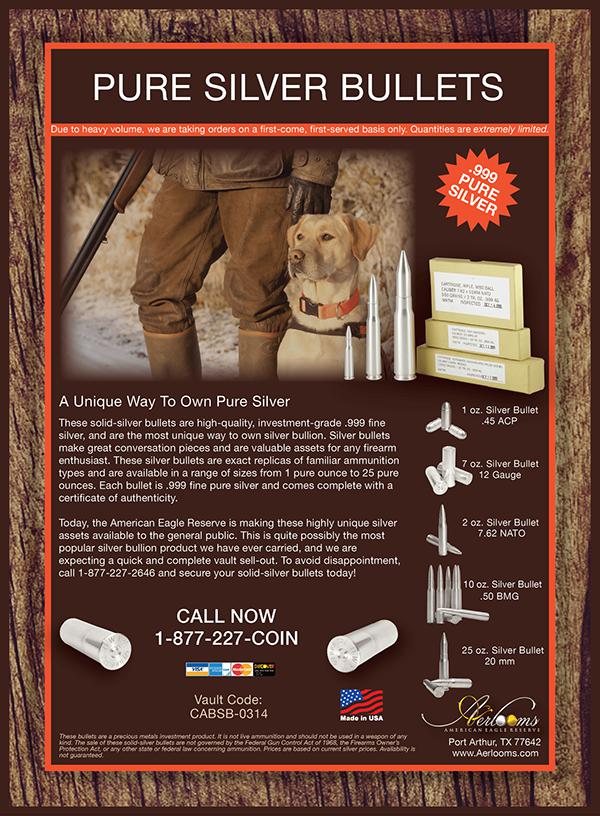 PURE SILVER BULLETS
Due to heavy volume, we are taking orders on a first-come, first-served basis only. Quantities are extremely limited.
.999
PURE
SILVER
A Unique Way To Own Pure Silver
These solid-silver bullets are high-quality, investment-grade .999 fine
silver, and are the most unique way to own silver bullion. Silver bullets
make great conversation pieces and are valuable assets for any firearm
enthusiast. These silver bullets are exact replicas of familiar ammunition
types and are available in a range of sizes from 1 pure ounce to 25 pure
ounces. Each bullet is .999 fine pure silver and comes complete with a
certificate of authenticity.
Today, the American Eagle Reserve is making these highly unique silver
assets available to the general public. This is quite possibly the most
popular silver bullion product we have ever carried, and we are
expecting a quick and complete vault sell-out. To avoid disappointment,
call 1-877-227-2646 and secure your solid-silver bullets today!
1 oz. Silver Bullet
.45 ACP
7 oz. Silver Bullet
12 Gauge
2 oz. Silver Bullet
7.62 NATO
10 oz. Silver Bullet
.50 BMG
25 oz. Silver Bullet
20 mm
CALL NOW
1-877-227-COIN
VISA
DISCOVER
Vault Code:
CABSB-0314
Made in USA
Aerlooms
AMERICAN EAGLE RESERVE
Port Arthur, TX 77642
www.Aerlooms.com
These bullets are a precious metals investment product. It is not live ammunition and should not be used in a weapon of any
kind. The sale of these solid-silver bullets are not governed by the Federal Gun Control Act of 1968, the Firearms Owner's
Protection Act, or any other state or federal law concerning ammunition. Prices are based on current silver prices. Availability is
not guaranteed.